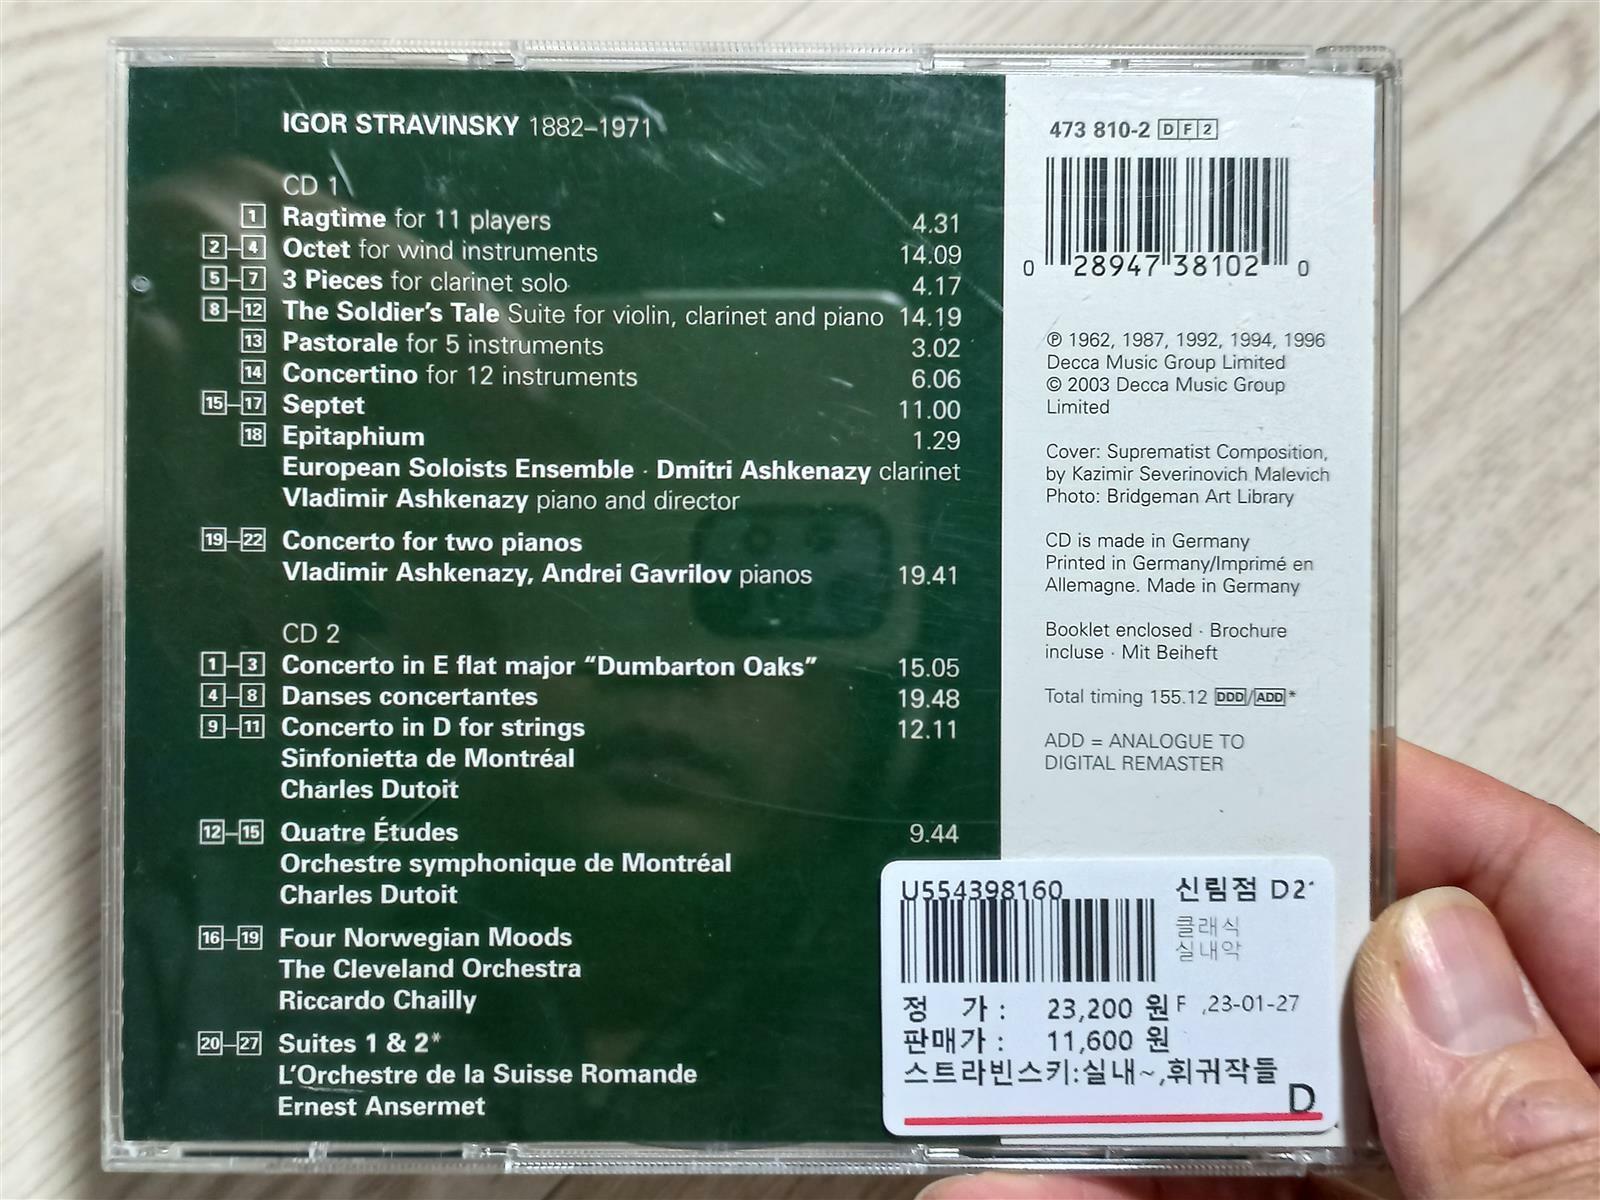 IGOR STRAVINSKY 1882–1971
CD 1
1 Ragtime for 11 players 4.31
2–4 Octet for wind instruments 14.09
5–7 3 Pieces for clarinet solo 4.17
8–12 The Soldier's Tale Suite for violin, clarinet and piano 14.19
13 Pastorale for 5 instruments 3.02
14 Concertino for 12 instruments 6.06
15–17 Septet 11.00
18 Epitaphium 1.29
European Soloists Ensemble · Dmitri Ashkenazy clarinet
Vladimir Ashkenazy piano and director
19–22 Concerto for two pianos
Vladimir Ashkenazy, Andrei Gavrilov pianos 19.41
CD 2
1–3 Concerto in E flat major “Dumbarton Oaks” 15.05
4–8 Danses concertantes 19.48
9–11 Concerto in D for strings 12.11
Sinfonietta de Montréal
Charles Dutoit
12–15 Quatre Études 9.44
Orchestre symphonique de Montréal
Charles Dutoit
16–19 Four Norwegian Moods
The Cleveland Orchestra
Riccardo Chailly
20–27 Suites 1 & 2*
L'Orchestre de la Suisse Romande
Ernest Ansermet
473 810-2 DF2
0 28947 38102 0
℗ 1962, 1987, 1992, 1994, 1996
Decca Music Group Limited
© 2003 Decca Music Group
Limited
Cover: Suprematist Composition,
by Kazimir Severinovich Malevich
Photo: Bridgeman Art Library
CD is made in Germany
Printed in Germany/Imprimé en
Allemagne. Made in Germany
Booklet enclosed · Brochure
incluse · Mit Beiheft
Total timing 155.12 DDD/ADD*
ADD = ANALOGUE TO
DIGITAL REMASTER
U554398160 신림점 D2
클래식
실내악
정 가 : 23,200 원 F ,23-01-27
판매가 : 11,600 원
스트라빈스키:실내~,휘귀작들
D